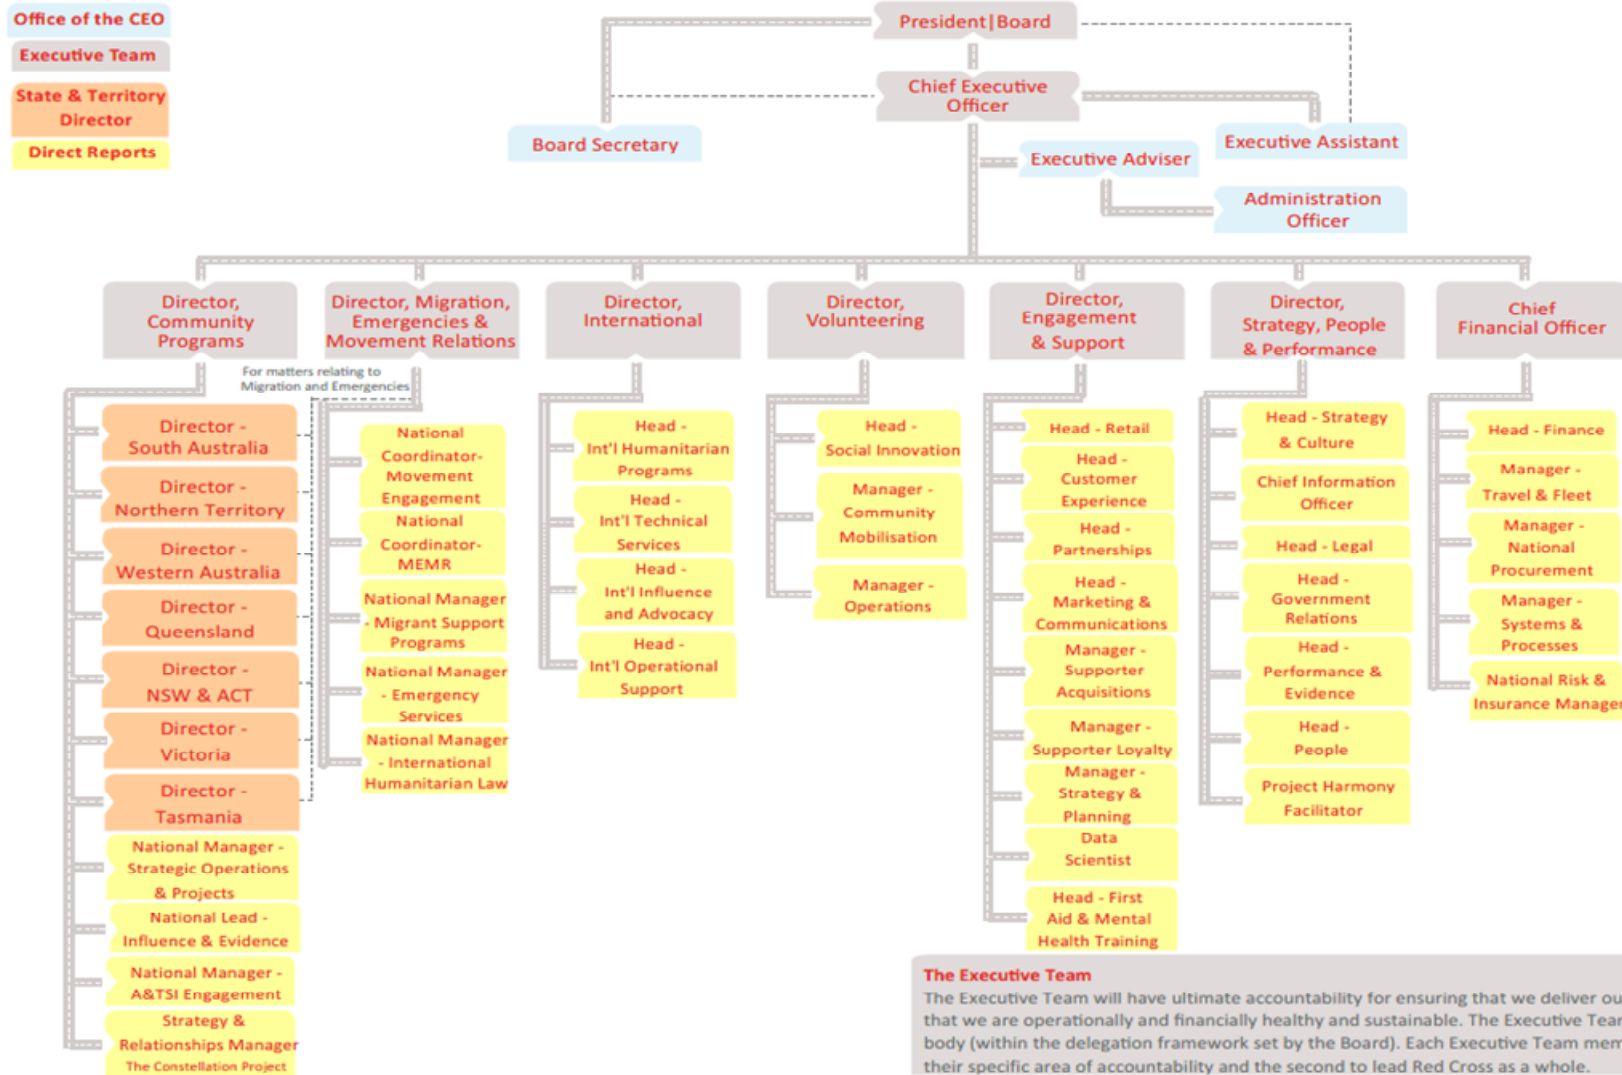 Office of the CEO
Executive Team
State & Territory
Director
Direct Reports
President|Board
Chief Executive
Officer
Board Secretary
Executive Assistant
Executive Adviser
Administration
Officer
Director,
Community
Programs
Director, Migration,
Emergencies &
Movement Relations
Director,
International
Director,
Volunteering
Director,
Engagement
& Support
Director,
Strategy, People
& Performance
Chief
Financial Officer
For matters relating to
Migration and Emergencies
Director -
South Australia
Director -
Northern Territory
Director -
Western Australia
Director -
Queensland
Director -
NSW & ACT
Director -
Victoria
Director -
Tasmania
National Manager -
Strategic Operations
& Projects
National Lead -
Influence & Evidence
National Manager -
A&TSI Engagement
Strategy &
Relationships Manager
The Constellation Project
National
Coordinator-
Movement
Engagement
National
Coordinator-
MEMR
National Manager
- Migrant Support
Programs
National Manager
- Emergency
Services
National Manager
- International
Humanitarian Law
Head -
Int'l Humanitarian
Programs
Head -
Int'l Technical
Services
Head -
Int'l Influence
and Advocacy
Head -
Int'l Operational
Support
Head -
Social Innovation
Manager -
Community
Mobilisation
Manager -
Operations
Head - Retail
Head -
Customer
Experience
Head -
Partnerships
Head -
Marketing &
Communications
Manager -
Supporter
Acquisitions
Manager -
Supporter Loyalty
Manager -
Strategy &
Planning
Data
Scientist
Head - First
Aid & Mental
Health Training
Head - Strategy
& Culture
Chief Information
Officer
Head - Legal
Head -
Government
Relations
Head -
Performance &
Evidence
Head -
People
Project Harmony
Facilitator
Head - Finance
Manager -
Travel & Fleet
Manager -
National
Procurement
Manager -
Systems &
Processes
National Risk &
Insurance Manager
The Executive Team
The Executive Team will have ultimate accountability for ensuring that we deliver ou
that we are operationally and financially healthy and sustainable. The Executive Tear
body (within the delegation framework set by the Board). Each Executive Team mem
their specific area of accountability and the second to lead Red Cross as a whole.